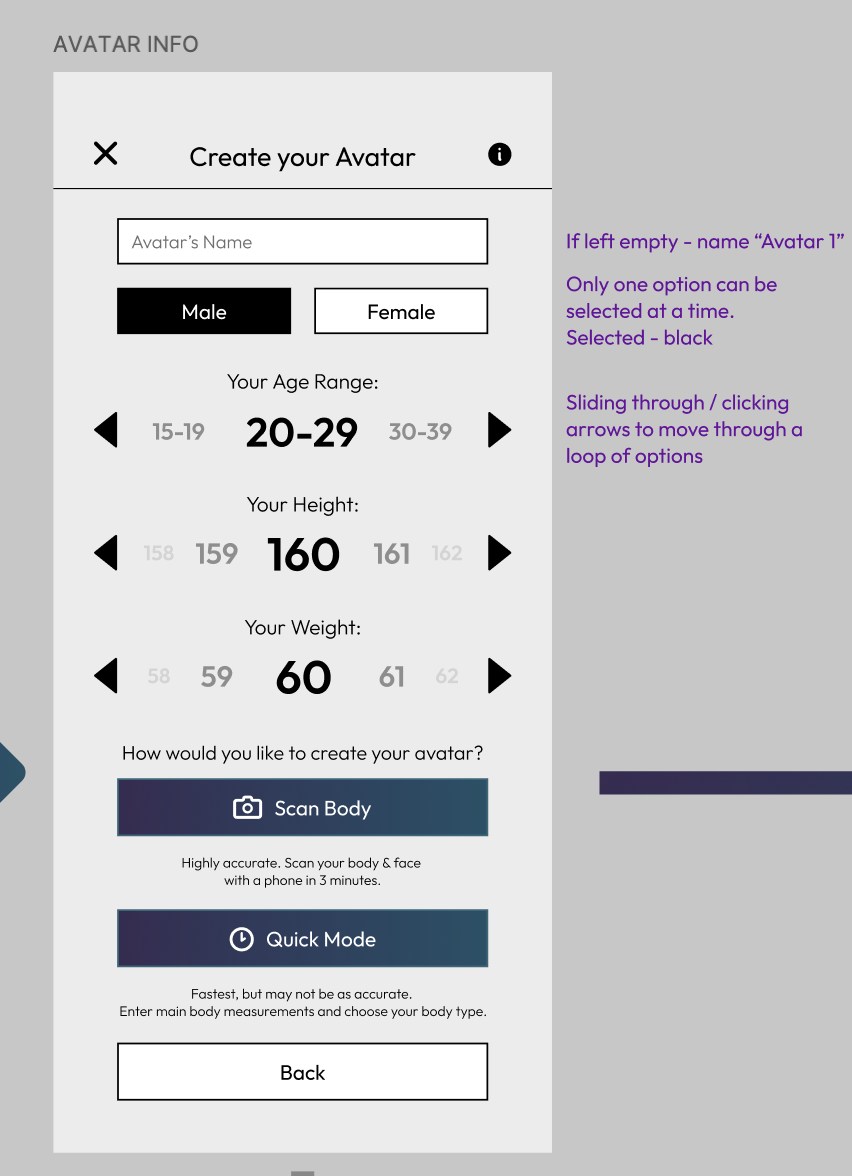 AVATAR INFO
Create your Avatar
Avatar's Name
If left empty - name “Avatar 1”
Male
Female
Only one option can be
selected at a time.
Selected - black
Your Age Range:
15-19 20-29 30-39
Sliding through / clicking
arrows to move through a
loop of options
Your Height:
158 159 160 161 162
Your Weight:
58 59 60 61 62
How would you like to create your avatar?
Scan Body
Highly accurate. Scan your body & face
with a phone in 3 minutes.
Quick Mode
Fastest, but may not be as accurate.
Enter main body measurements and choose your body type.
Back